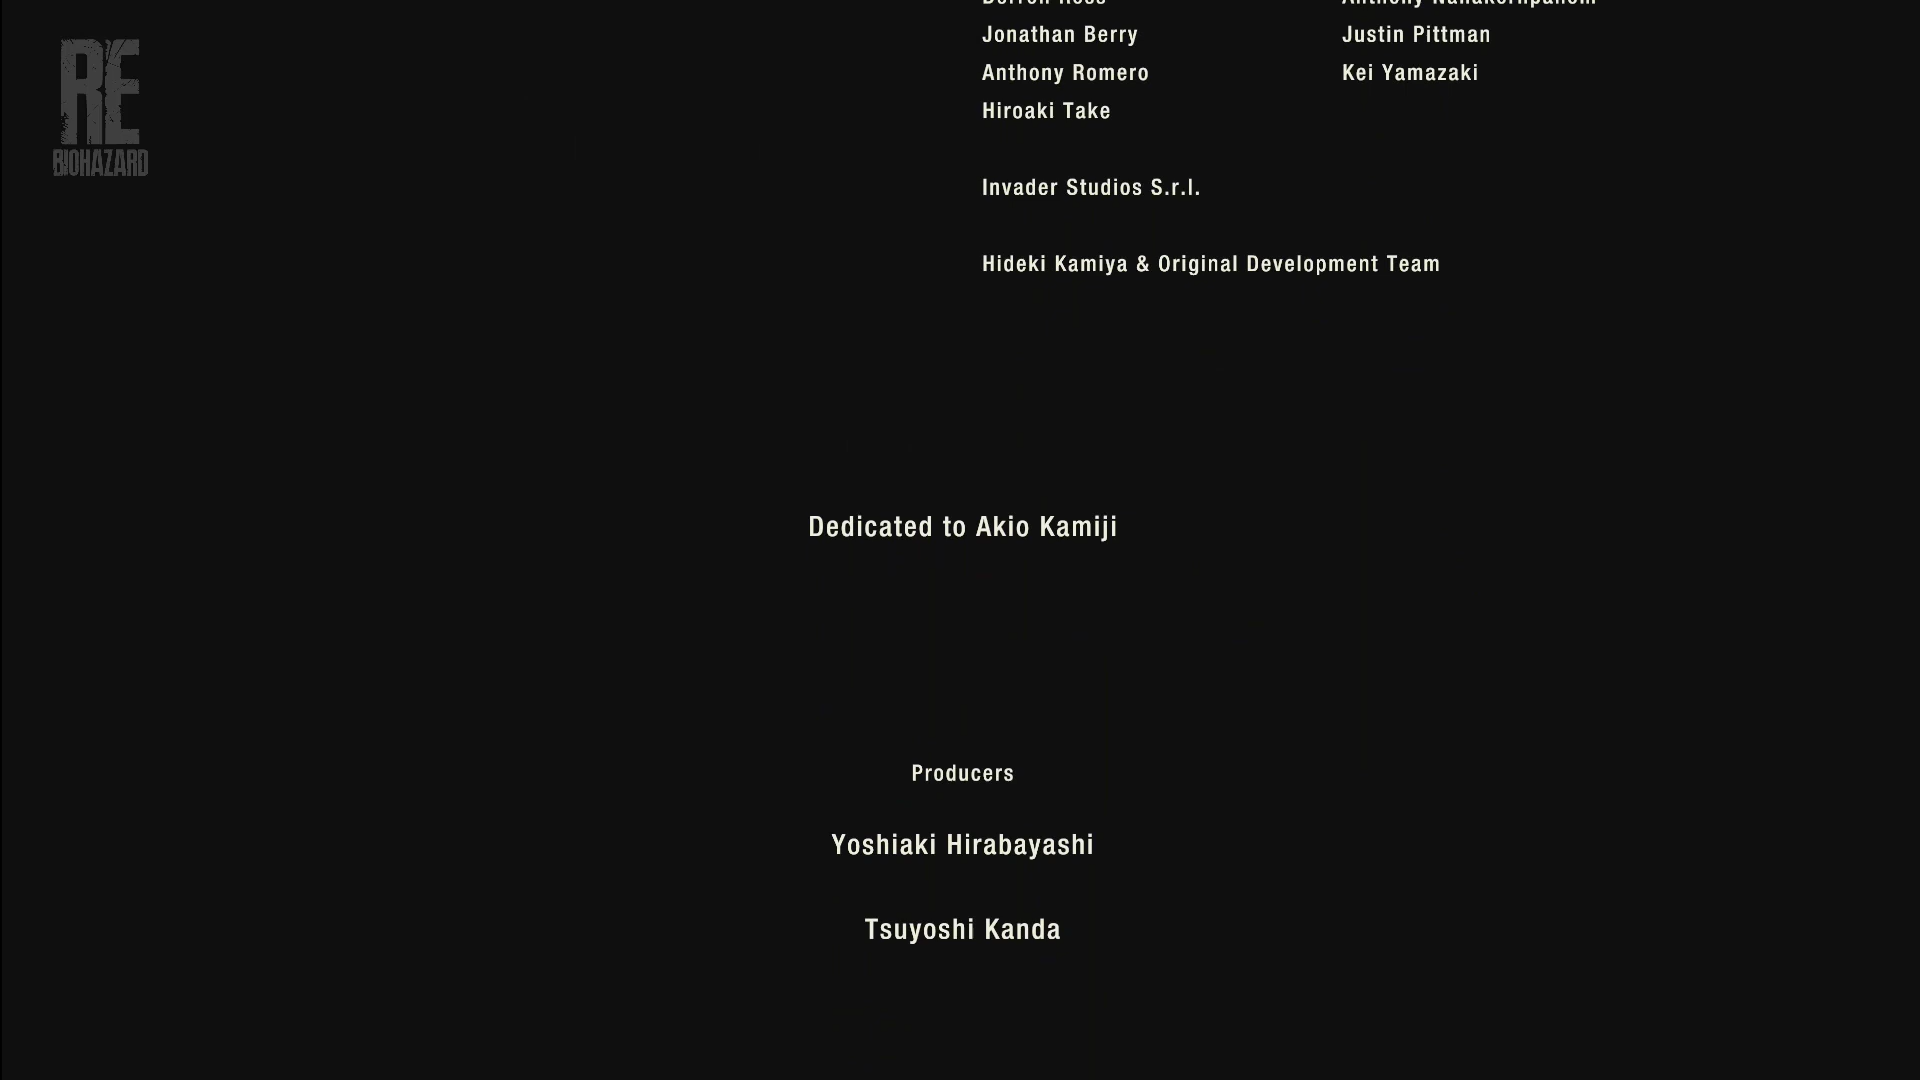 RE
BIOHAZARD
Jonathan Berry
Justin Pittman
Anthony Romero
Kei Yamazaki
Hiroaki Take
Invader Studios S.r.l.
Hideki Kamiya & Original Development Team
Dedicated to Akio Kamiji
Producers
Yoshiaki Hirabayashi
Tsuyoshi Kanda